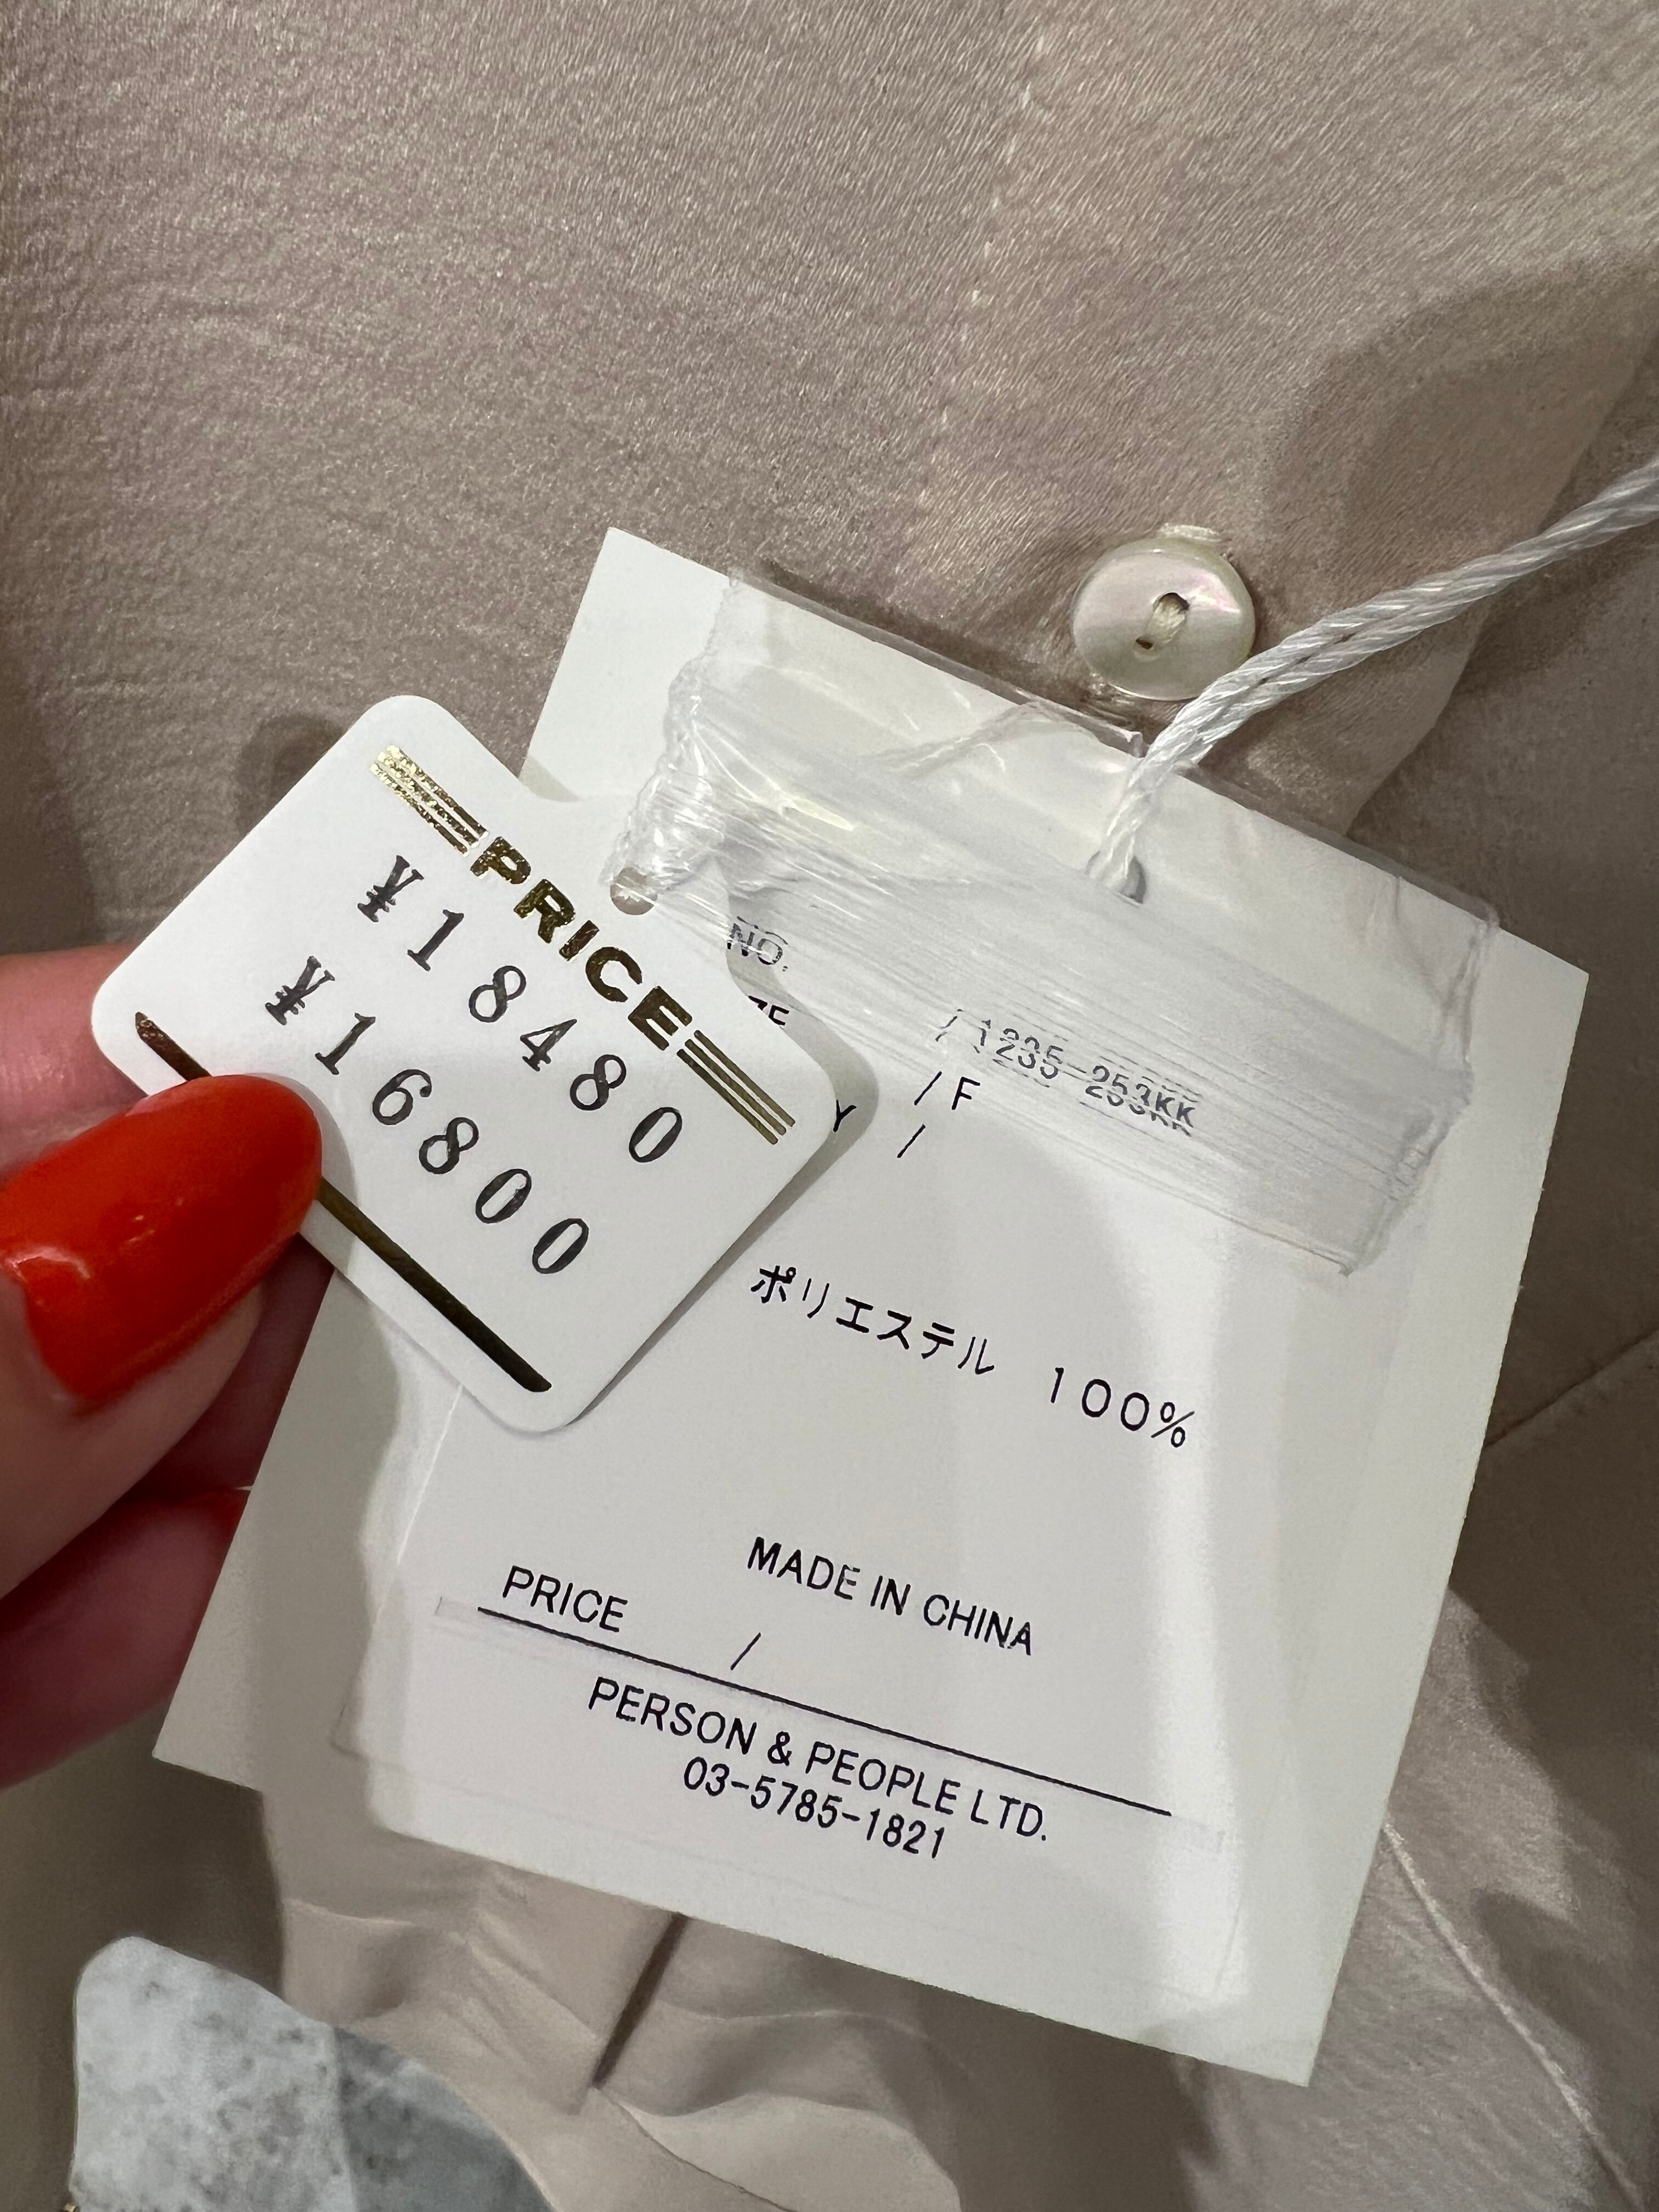 PRICE
¥18480
¥16800
NO.
/ 1235-253KK
/ F
/
ポリエステル 100%
MADE IN CHINA
PRICE /
PERSON & PEOPLE LTD.
03-5785-1821